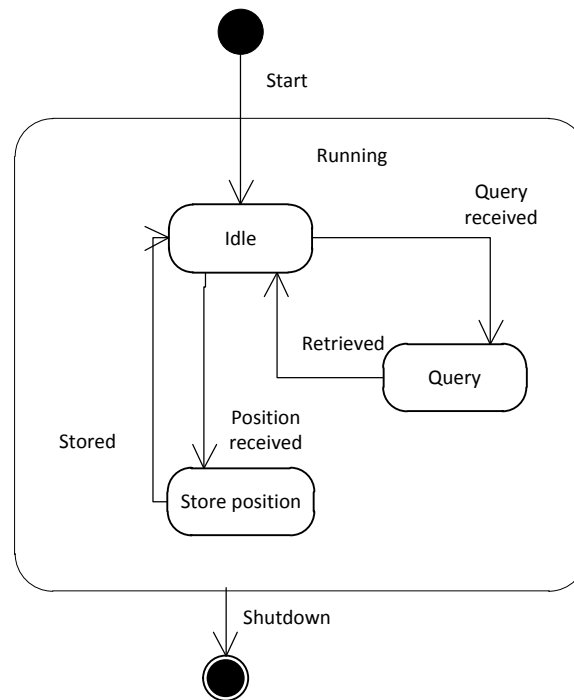 Start
Running
Query
received
Idle
Retrieved
Query
Position
received
Stored
Store position
Shutdown